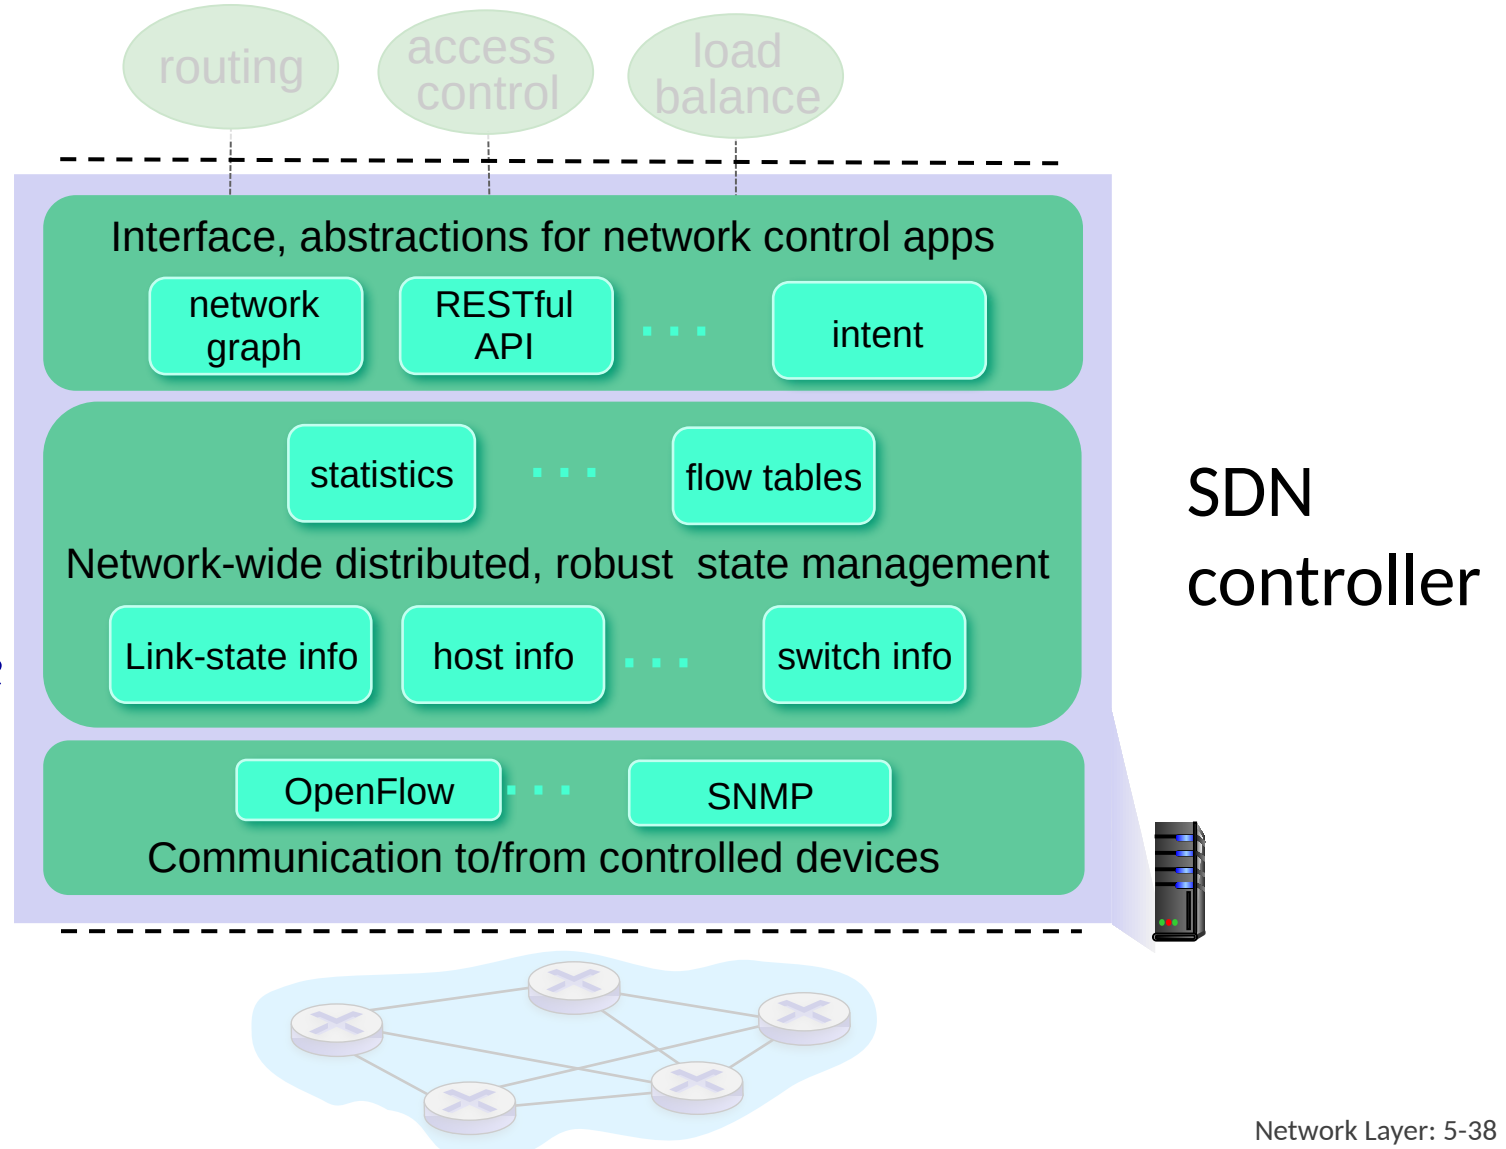 routing
access
control
load
balance
Interface, abstractions for network control apps
network
graph
RESTful
API
. . .
intent
statistics
. . .
flow tables
Network-wide distributed, robust  state management
Link-state info
host info
. . .
switch info
OpenFlow
. . .
SNMP
Communication to/from controlled devices
SDN
controller
Network Layer: 5-38